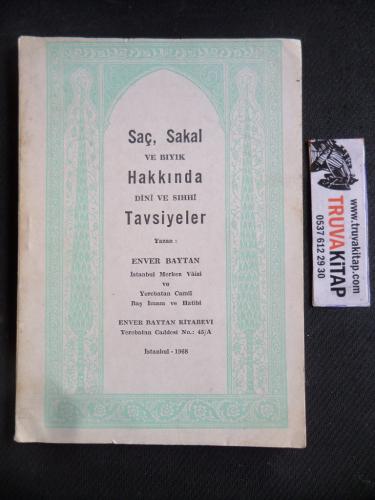 Saç, Sakal
VE BIYIK
Hakkında
DİNÎ VE SIHHÎ
Tavsiyeler
Yazan :
ENVER BAYTAN
İstanbul Merkez Vâizi
ve
Yerebatan Camii
Baş İmam ve Hatibi
ENVER BAYTAN KİTABEVİ
Yerebatan Caddesi No.: 45/A
İstanbul - 1968
www.truvakitap.com
TRUVAKİTAP
0537 612 29 30